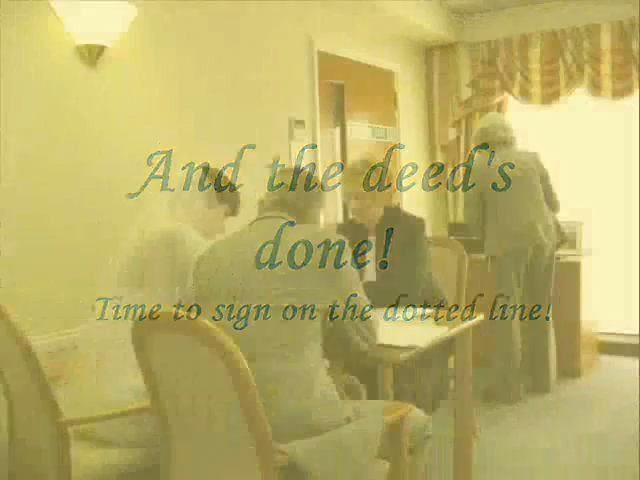 And the deed's
done!
Time to sign on the dotted line!